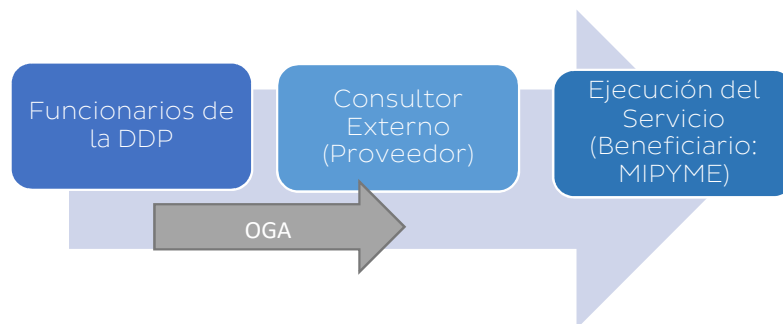 Funcionarios de
la DDP
Consultor
Externo
(Proveedor)
Ejecución del
Servicio
(Beneficiario:
MIPYME)
OGA